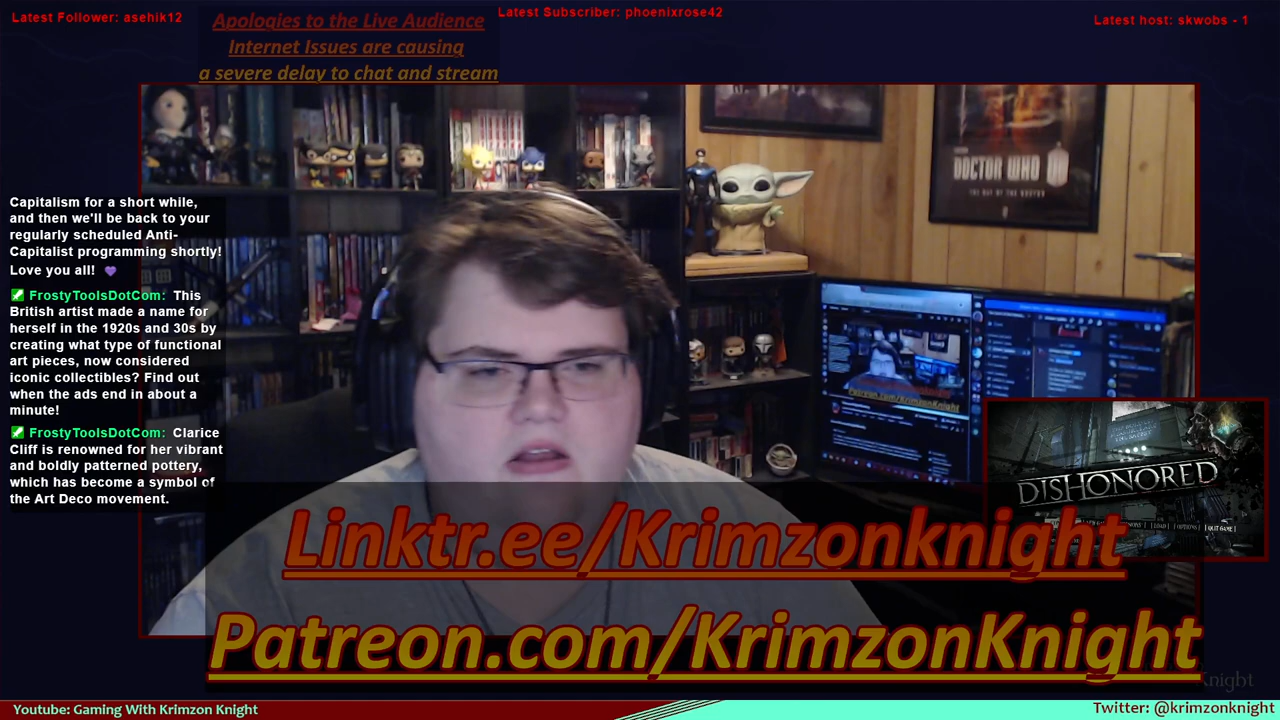 Latest Follower: asehik12
Latest Subscriber: phoenixrose42
Latest host: skwobs - 1
Apologies to the Live Audience
Internet Issues are causing
a severe delay to chat and stream
DOCTOR WHO
Capitalism for a short while,
and then we'll be back to your
regularly scheduled Anti-
Capitalist programming shortly!
Love you all! 💜
FrostyToolsDotCom: This
British artist made a name for
herself in the 1920s and 30s by
creating what type of functional
art pieces, now considered
iconic collectibles? Find out
when the ads end in about a
minute!
FrostyToolsDotCom: Clarice
Cliff is renowned for her vibrant
and boldly patterned pottery,
which has become a symbol of
the Art Deco movement.
Patreon.com/KrimzonKnight
DISHONORED
Linktr.ee/Krimzonknight
Patreon.com/KrimzonKnight
Knight
Youtube: Gaming With Krimzon Knight
Twitter: @krimzonknight